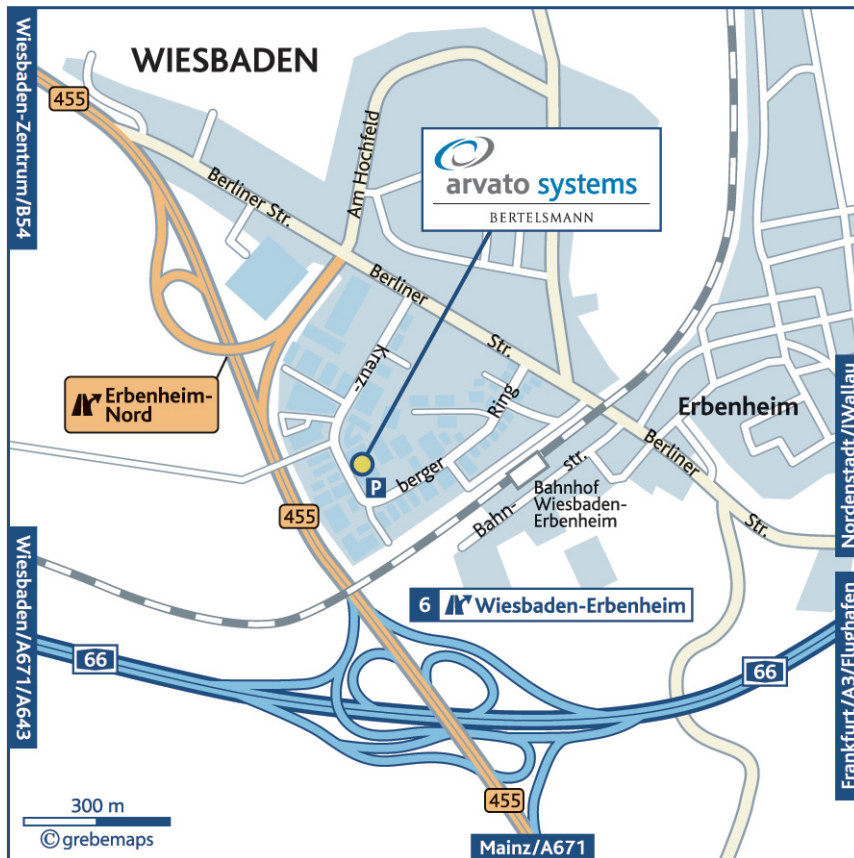 Wiesbaden-Zentrum/B54
WIESBADEN
455
Am Hochfeld
arvato systems
BERTELSMANN
Berliner Str.
Berliner
Str.
Kreuz-
berger
Ring
Erbenheim-
Nord
Erbenheim
Berliner
Str.
Nordenstadt/IWallau
P
Bahn-
str.
Bahnhof
Wiesbaden-
Erbenheim
455
6 Wiesbaden-Erbenheim
Wiesbaden/A671/A643
66
66
Frankfurt/A3/Flughafen
455
300 m
© grebemaps
Mainz/A671